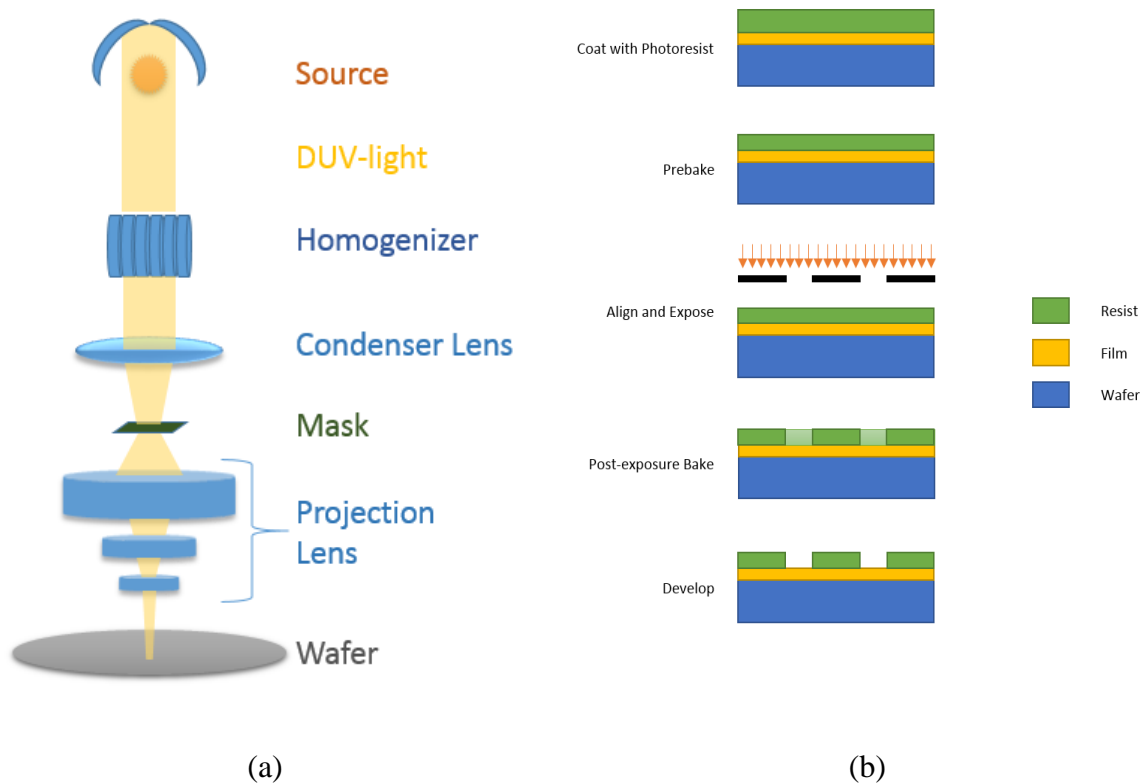 Source
DUV-light
Homogenizer
Condenser Lens
Mask
Projection
Lens
Wafer
(a)
Coat with Photoresist
Prebake
Align and Expose
Post-exposure Bake
Develop
Resist
Film
Wafer
(b)